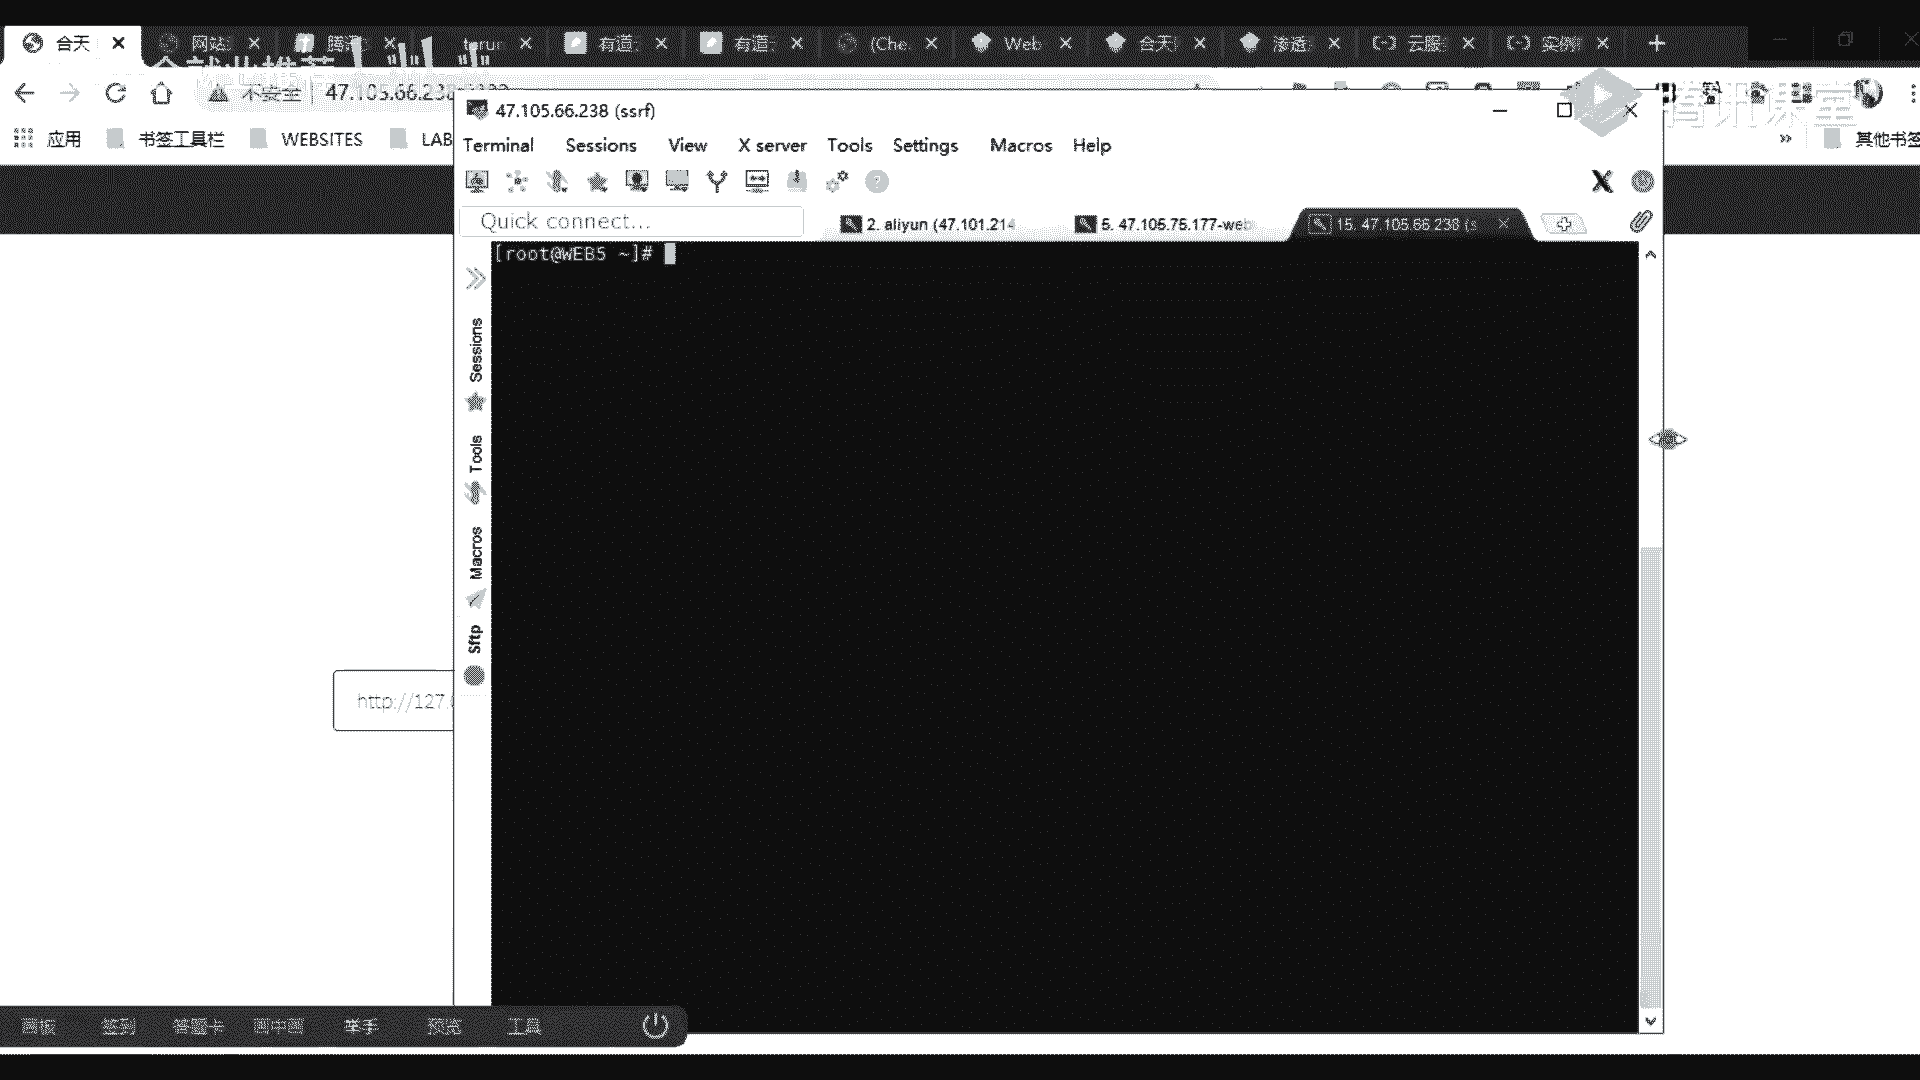 合天
网站
腾讯
有道
有道
(Che.
Web
合天
渗透
云服
实例
不安全 47.105.66.238
应用 书签工具栏 WEBSITES LAB
» 其他书签
腾讯课堂
47.105.66.238 (ssrf)
Terminal Sessions View X server Tools Settings Macros Help
Quick connect...
2. aliyun (47.101.214
5. 47.105.75.177-web
15. 47.105.66.238 (s
[root@WEB5 ~]#
Sessions
Tools
Macros
Sftp
http://127.
画板 签到 答题卡 画中画 举手 预览 工具